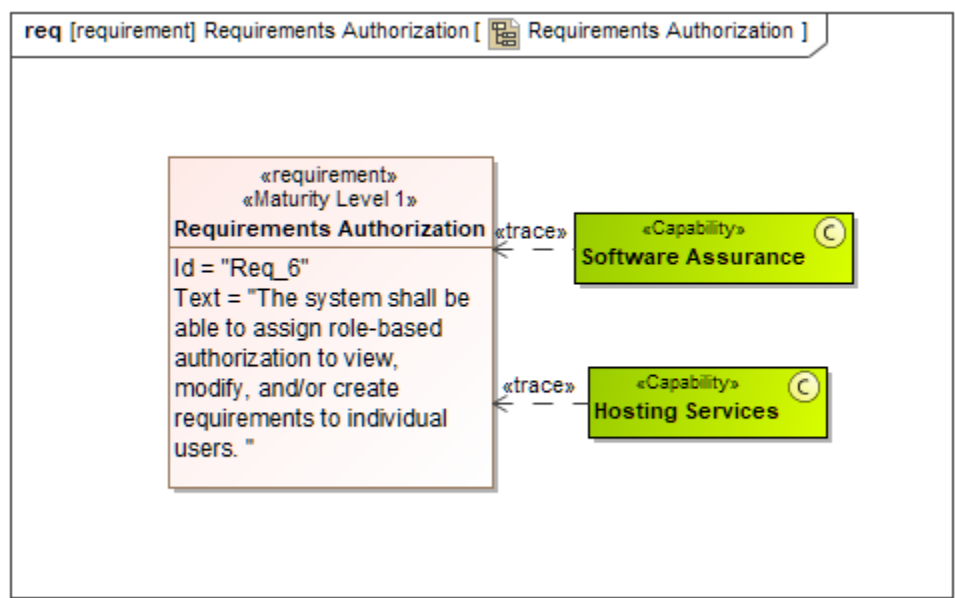 req [requirement] Requirements Authorization [ Requirements Authorization ]
«requirement»
«Maturity Level 1»
Requirements Authorization
Id = "Req_6"
Text = "The system shall be
able to assign role-based
authorization to view,
modify, and/or create
requirements to individual
users. "
«trace»
«Capability»
C
Software Assurance
«trace»
«Capability»
C
Hosting Services